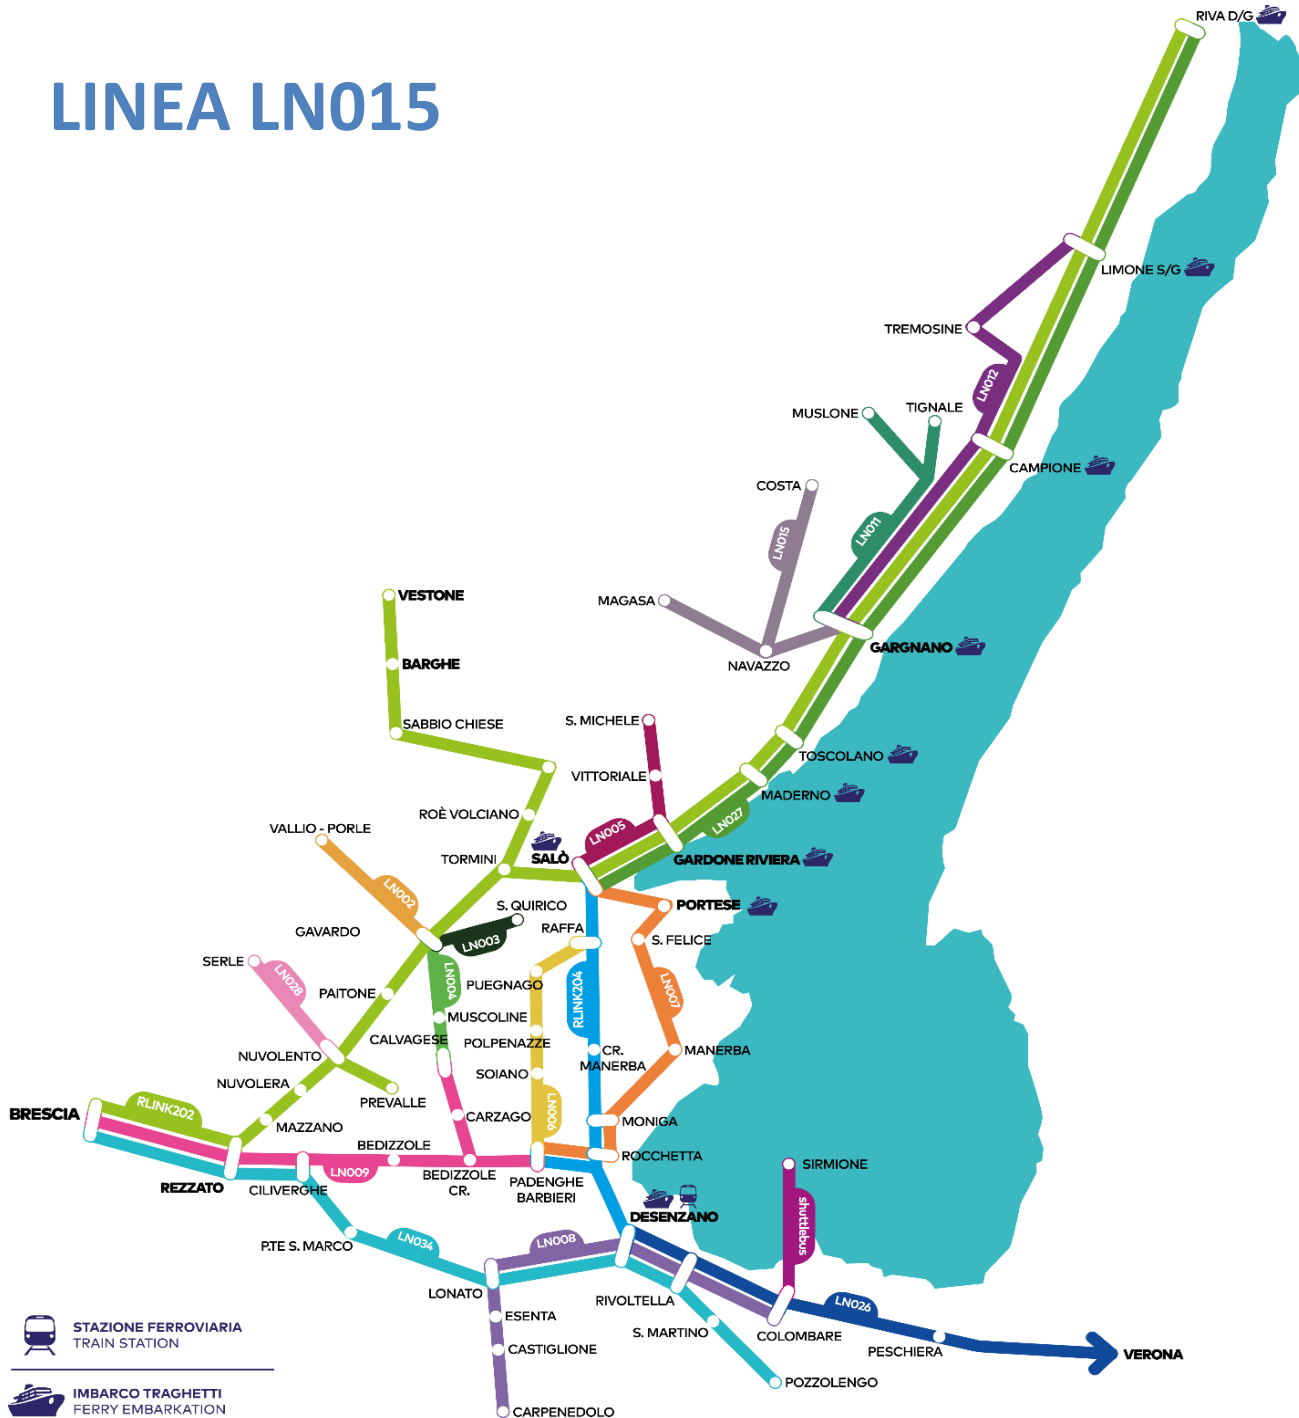 RIVA D/G
LINEA LN015
LIMONE S/G
TREMOSINE
LN012
MUSLONE
TIGNALE
CAMPIONE
COSTA
LN011
LN015
VESTONE
MAGASA
GARGNANO
BARGHE
NAVAZZO
SABBIO CHIESE
S. MICHELE
TOSCOLANO
VITTORIALE
MADERNO
ROÈ VOLCIANO
LN027
VALLIO - PORLE
LN005
TORMINI
SALÒ
GARDONE RIVIERA
LN002
S. QUIRICO
PORTESE
GAVARDO
RAFFA
LN003
S. FELICE
SERLE
LN028
LN004
PUEGNAGO
RLINK204
LN007
PAITONE
MUSCOLINE
CALVAGESE
POLPENAZZE
CR.
MANERBA
MANERBA
NUVOLENTO
SOIANO
NUVOLERA
PREVALLE
LN006
BRESCIA
RLINK202
CARZAGO
MONIGA
MAZZANO
BEDIZZOLE
ROCCHETTA
LN009
SIRMIONE
REZZATO
CILIVERGHE
BEDIZZOLE
CR.
PADENGHE
BARBIERI
DESENZANO
shuttlebus
P.TE S. MARCO
LN034
LN008
LONATO
RIVOLTELLA
LN026
ESENTA
S. MARTINO
COLOMBARE
CASTIGLIONE
PESCHIERA
VERONA
POZZOLENGO
CARPENEDOLO
STAZIONE FERROVIARIA
TRAIN STATION
IMBARCO TRAGHETTI
FERRY EMBARKATION